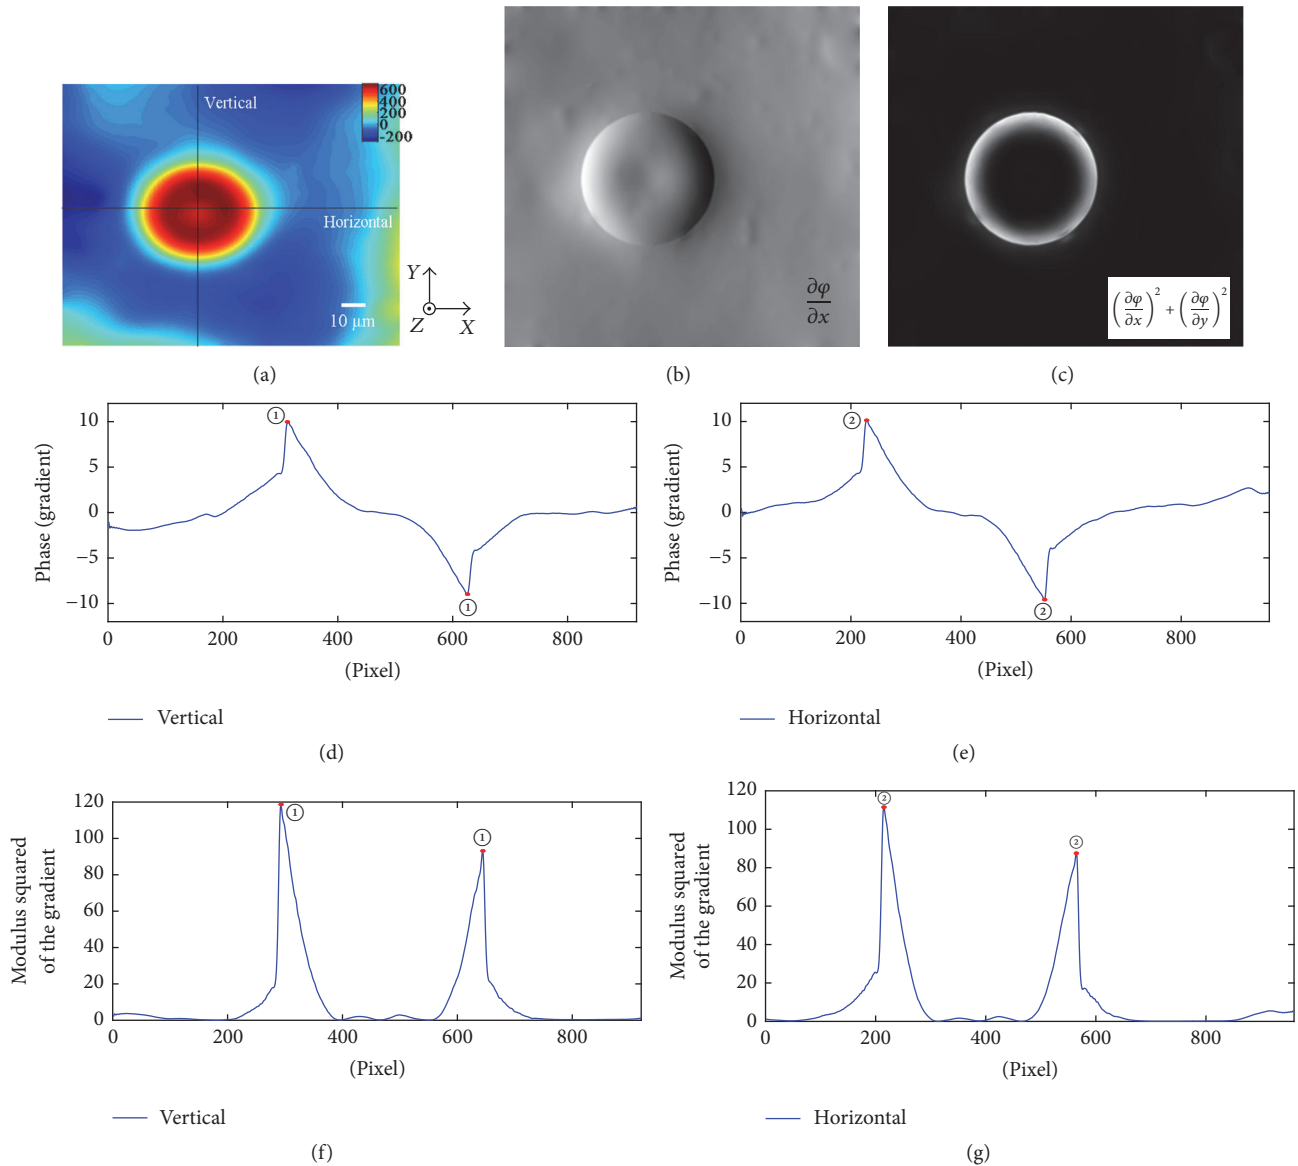 Vertical
600
400
200
0
-200
Horizontal
10 µm
Y
Z X
∂φ
∂x
(∂φ/∂x)² + (∂φ/∂y)²
(a)
(b)
(c)
Phase (gradient)
10
5
0
−5
−10
1
1
0 200 400 600 800
(Pixel)
Vertical
(d)
Phase (gradient)
10
5
0
−5
−10
2
2
0 200 400 600 800
(Pixel)
Horizontal
(e)
Modulus squared
of the gradient
120
100
80
60
40
20
0
1
1
0 200 400 600 800
(Pixel)
Vertical
(f)
Modulus squared
of the gradient
120
100
80
60
40
20
0
2
2
0 200 400 600 800
(Pixel)
Horizontal
(g)